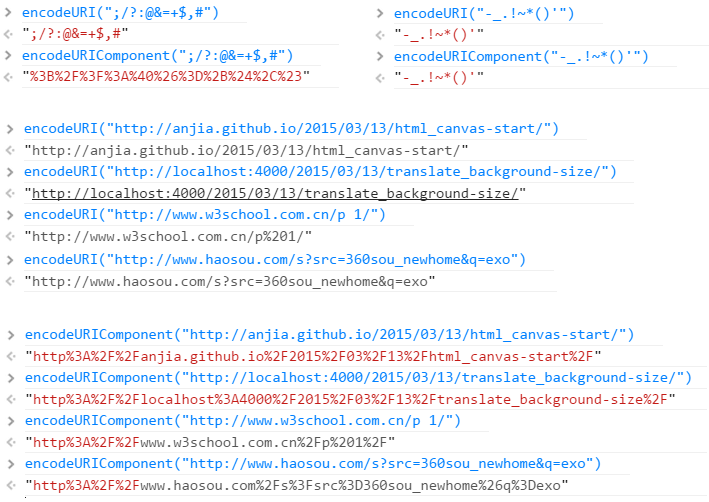 encodeURI(";/?:@&=+$,#")
";/?:@&=+$,#"
encodeURIComponent(";/?:@&=+$,#")
"%3B%2F%3F%3A%40%26%3D%2B%24%2C%23"
encodeURI("-_.!~*()'")
"-_.!~*()'"
encodeURIComponent("-_.!~*()'")
"-_.!~*()'"
encodeURI("http://anjia.github.io/2015/03/13/html_canvas-start/")
"http://anjia.github.io/2015/03/13/html_canvas-start/"
encodeURI("http://localhost:4000/2015/03/13/translate_background-size/")
"http://localhost:4000/2015/03/13/translate_background-size/"
encodeURI("http://www.w3school.com.cn/p 1/")
"http://www.w3school.com.cn/p%201/"
encodeURI("http://www.haosou.com/s?src=360sou_newhome&q=exo")
"http://www.haosou.com/s?src=360sou_newhome&q=exo"
encodeURIComponent("http://anjia.github.io/2015/03/13/html_canvas-start/")
"http%3A%2F%2Fanjia.github.io%2F2015%2F03%2F13%2Fhtml_canvas-start%2F"
encodeURIComponent("http://localhost:4000/2015/03/13/translate_background-size/")
"http%3A%2F%2Flocalhost%3A4000%2F2015%2F03%2F13%2Ftranslate_background-size%2F"
encodeURIComponent("http://www.w3school.com.cn/p 1/")
"http%3A%2F%2Fwww.w3school.com.cn%2Fp%201%2F"
encodeURIComponent("http://www.haosou.com/s?src=360sou_newhome&q=exo")
"http%3A%2F%2Fwww.haosou.com%2Fs%3Fsrc%3D360sou_newhome%26q%3Dexo"